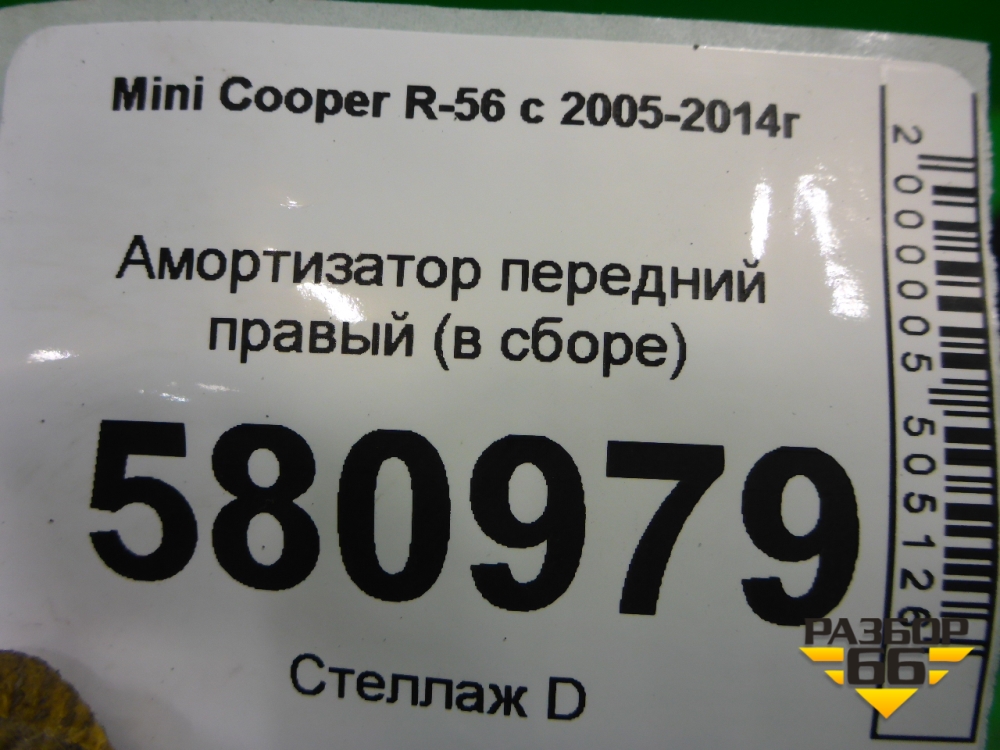 Mini Cooper R-56 с 2005-2014г
Амортизатор передний
правый (в сборе)
580979
Стеллаж D
2000005505126
РАЗБОР
66